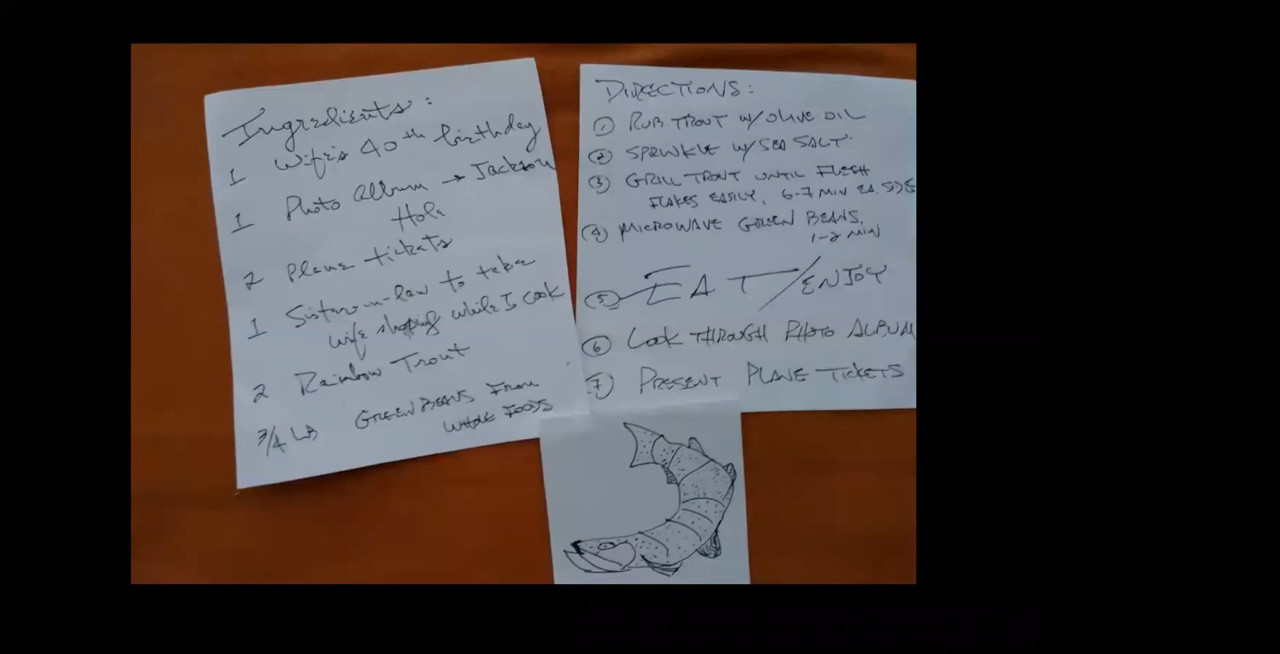 Ingredients:
1 Wife's 40th birthday
1 Photo album → Jackson
Hole
2 Plane tickets
1 Sister-in-law to take
wife shopping while I cook
2 Rainbow Trout
3/4 LB GREEN BEANS FROM
WHOLE FOODS
DIRECTIONS:
① RUB TROUT W/ OLIVE OIL
② SPRINKLE W/ SEA SALT
③ GRILL TROUT UNTIL FLESH
FLAKES EASILY, 6-7 MIN EA. SIDE
④ MICROWAVE GREEN BEANS,
1-2 MIN
⑤ EAT/ENJOY
⑥ LOOK THROUGH PHOTO ALBUM
⑦ PRESENT PLANE TICKETS